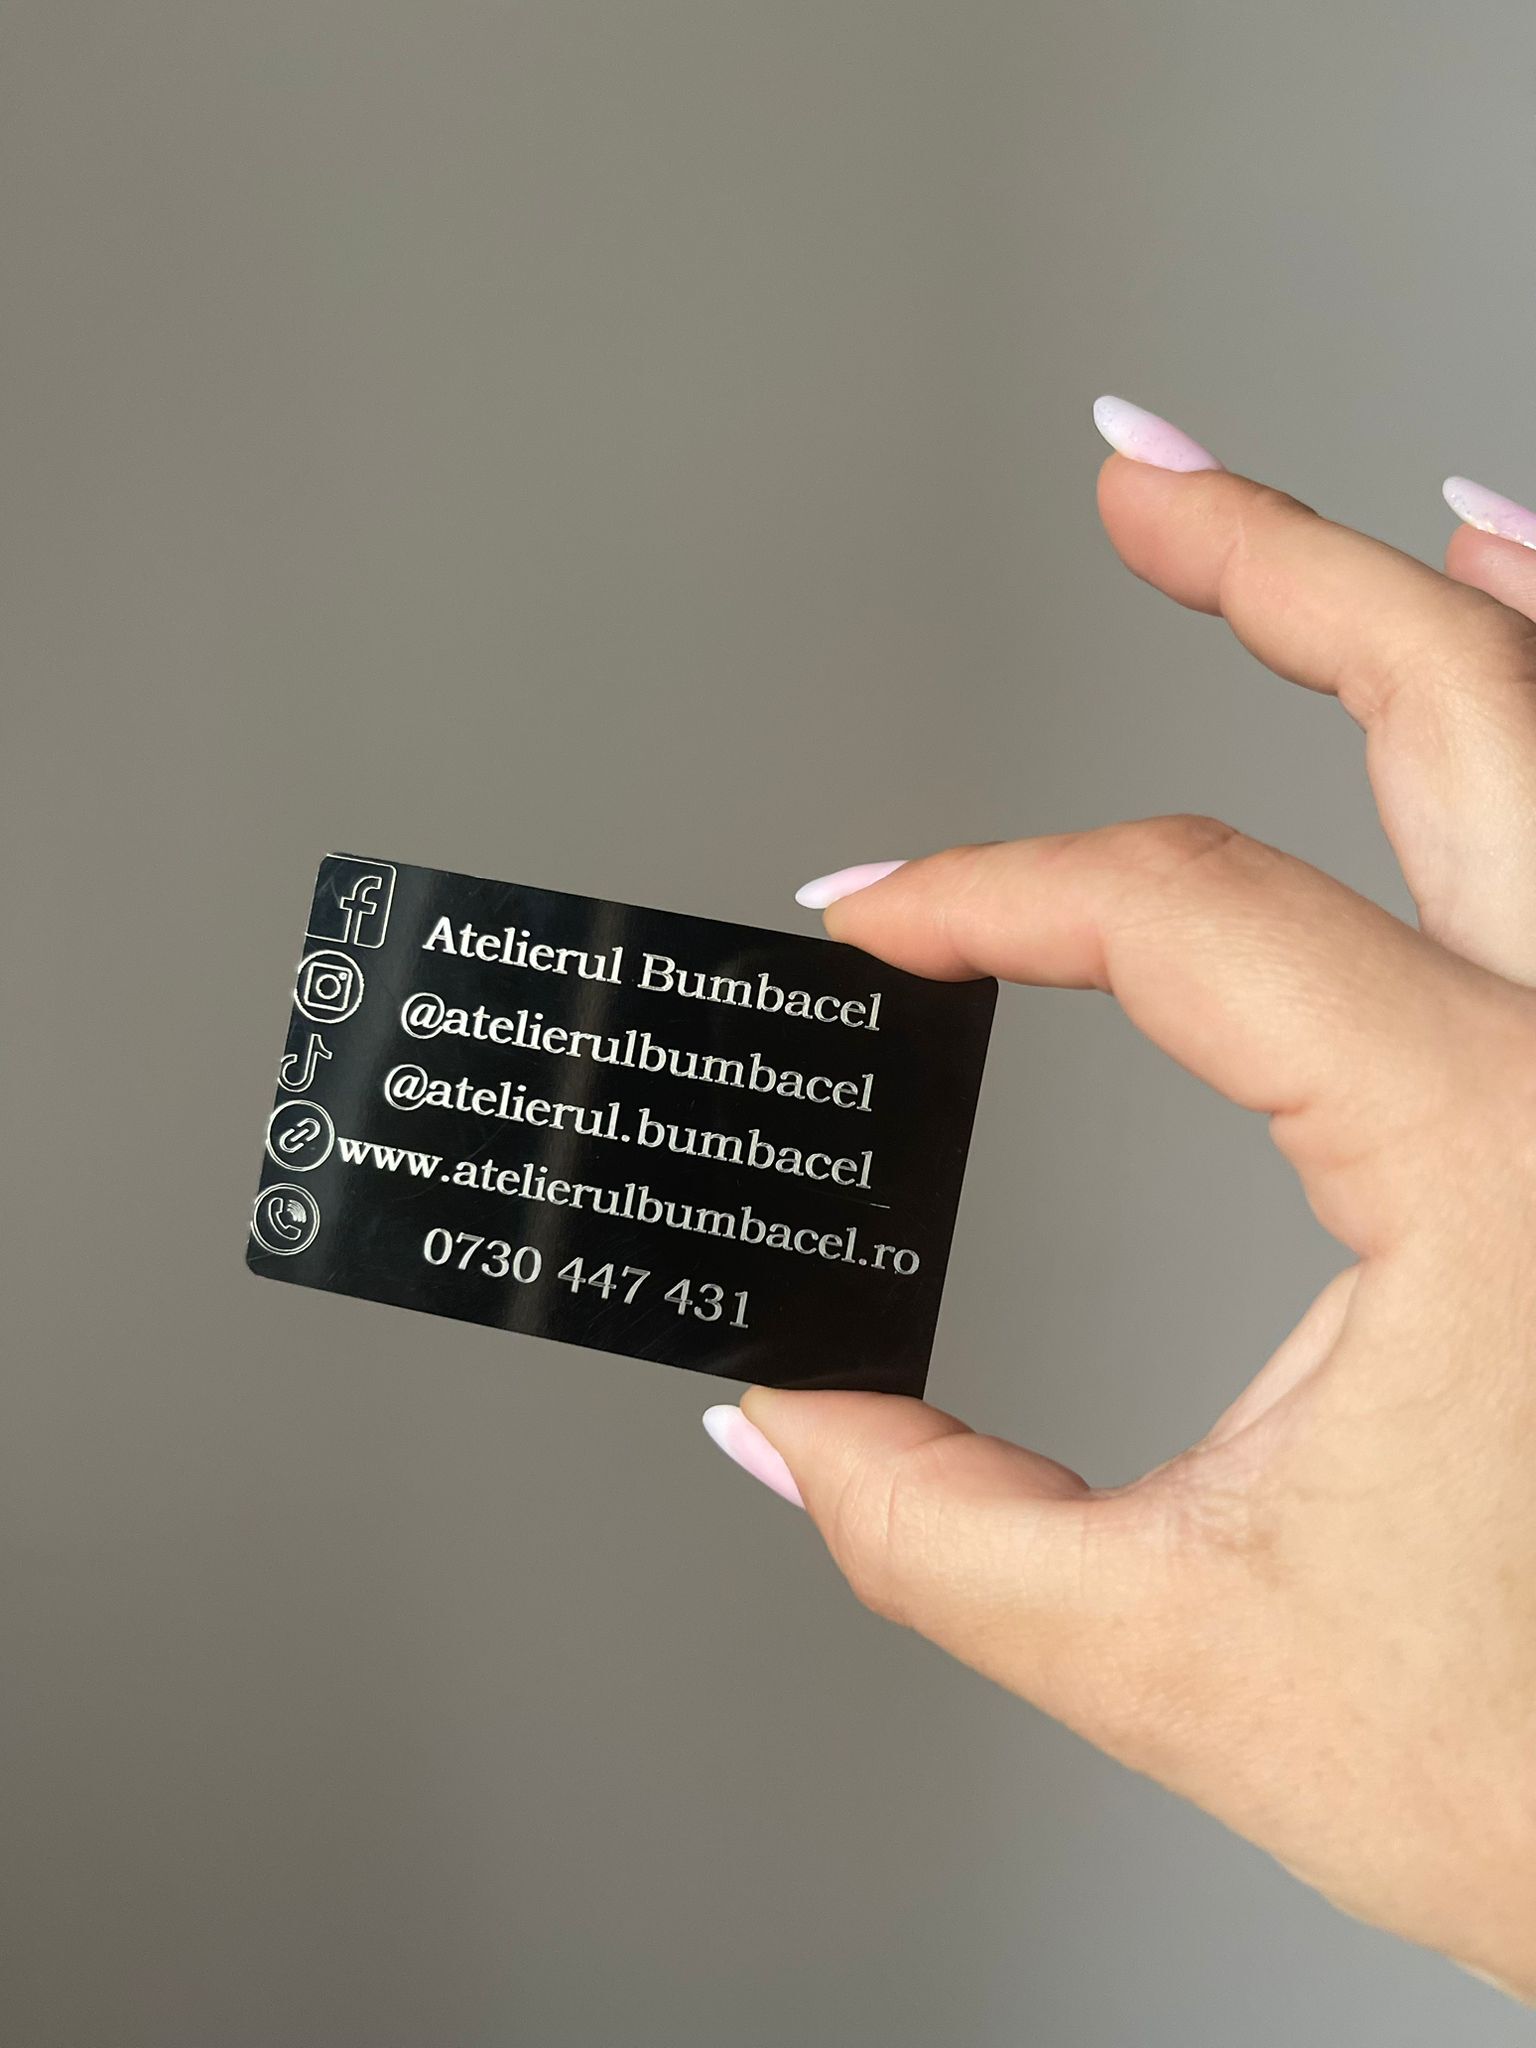 Atelierul Bumbacel
@atelierulbumbacel
@atelierul.bumbacel
www.atelierulbumbacel.ro
0730 447 431